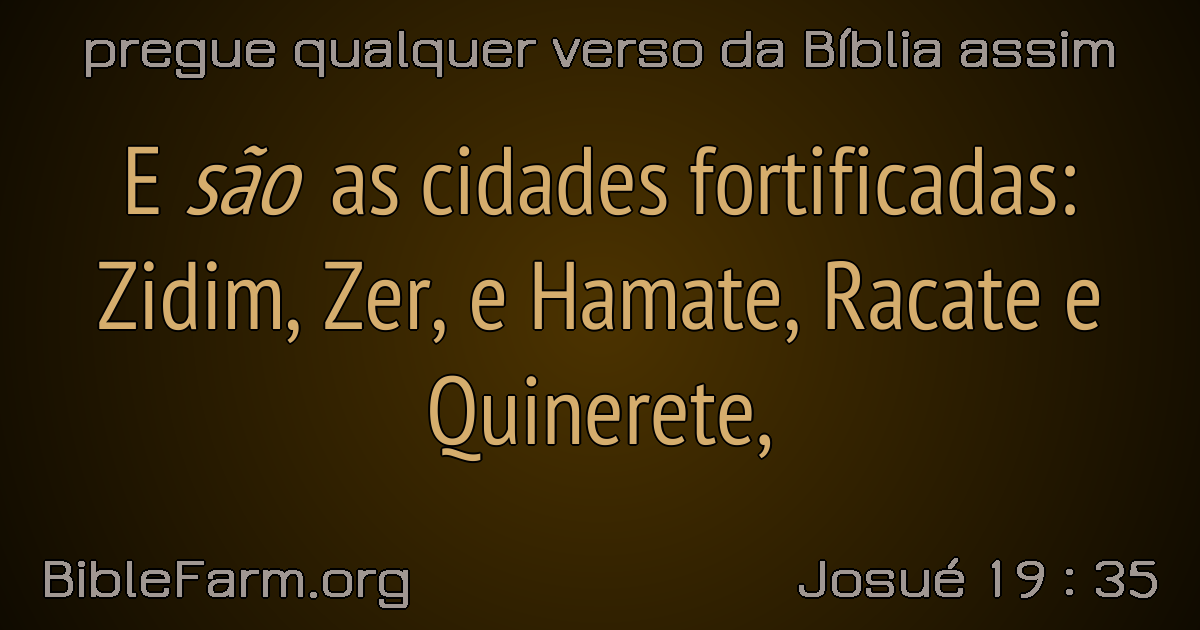 pregue qualquer verso da Bíblia assim
E são as cidades fortificadas:
Zidim, Zer, e Hamate, Racate e
Quinerete,
BibleFarm.org
Josué 19 : 35